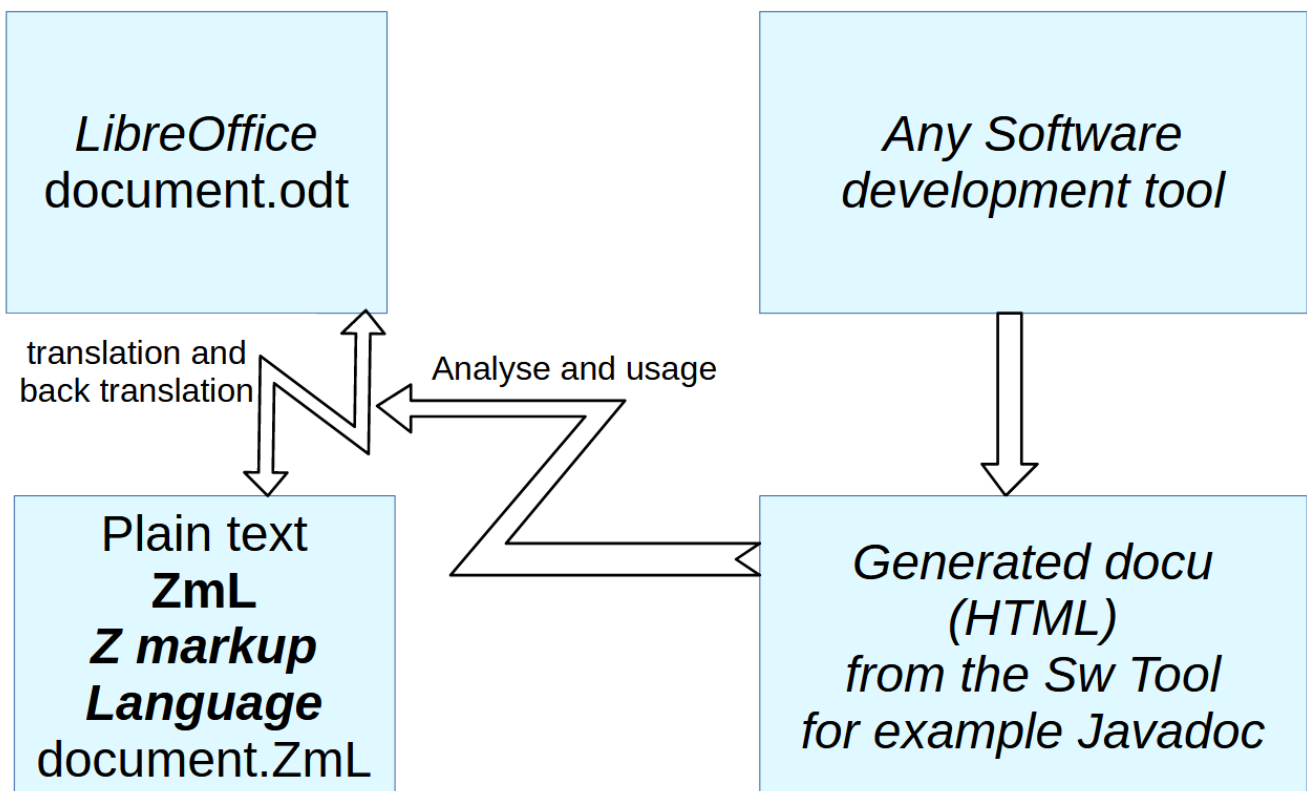 LibreOffice
document.odt
Any Software
development tool
translation and
back translation
Analyse and usage
Plain text
ZmL
Z markup
Language
document.ZmL
Generated docu
(HTML)
from the Sw Tool
for example Javadoc